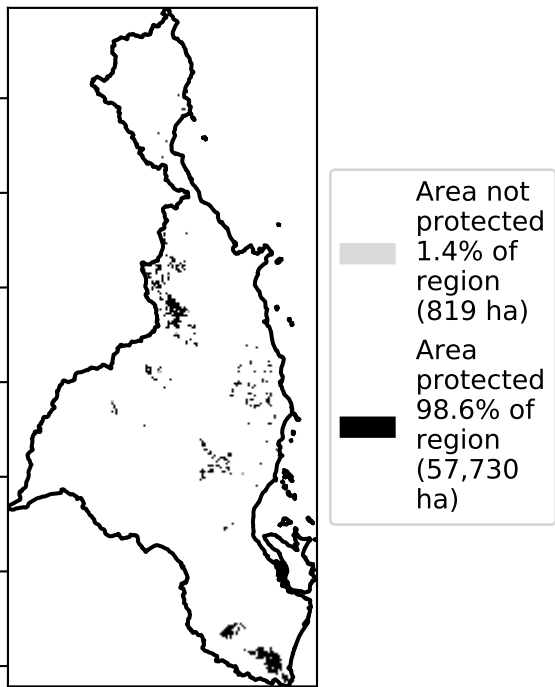 Area not
protected
1.4% of
region
(819 ha)
Area
protected
98.6% of
region
(57,730
ha)